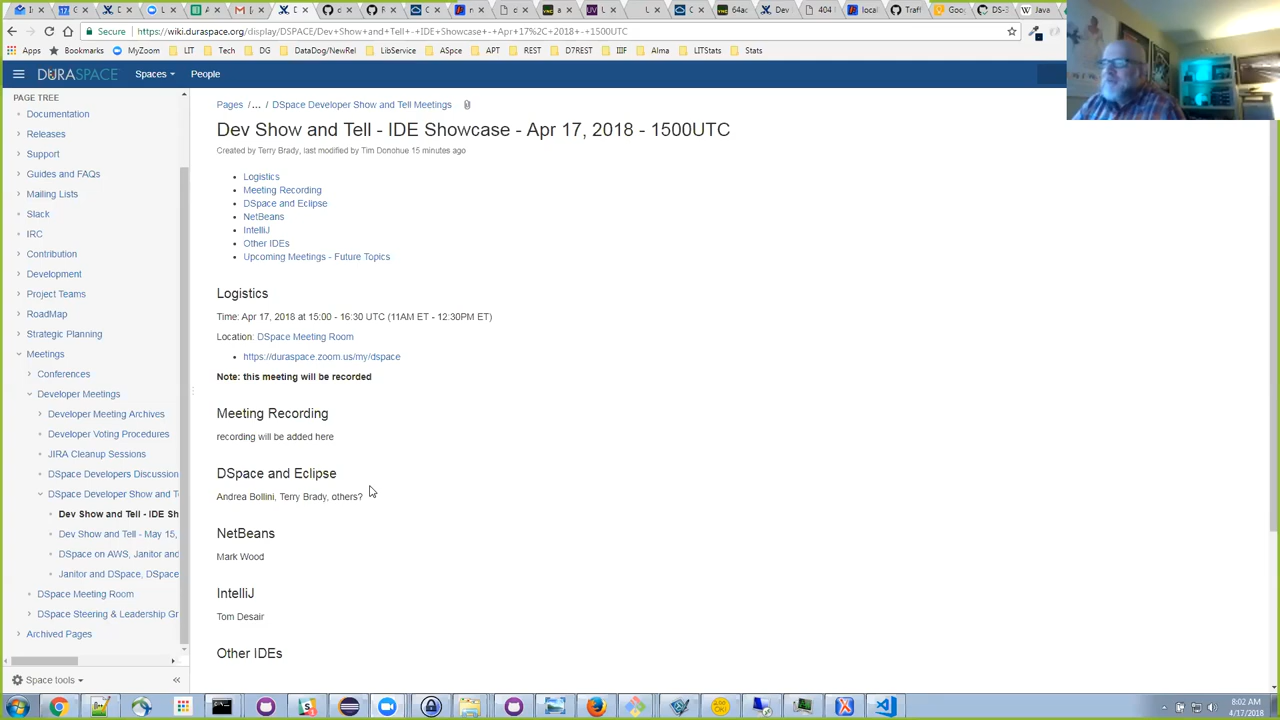 Secure
https://wiki.duraspace.org/display/DSPACE/Dev+Show+and+Tell+-+IDE+Showcase+-+Apr+17%2C+2018+-+1500UTC
Apps Bookmarks MyZoom LIT Tech DG DataDog/NewRel LibService ASpce APT REST D7REST IIIF Alma LITStats Stats
DURASPACE Spaces People
PAGE TREE
Documentation
Releases
Support
Guides and FAQs
Mailing Lists
Slack
IRC
Contribution
Development
Project Teams
RoadMap
Strategic Planning
Meetings
Conferences
Developer Meetings
Developer Meeting Archives
Developer Voting Procedures
JIRA Cleanup Sessions
DSpace Developers Discussion
DSpace Developer Show and T
Dev Show and Tell - IDE Sh
Dev Show and Tell - May 15,
DSpace on AWS, Janitor and
Janitor and DSpace, DSpace
DSpace Meeting Room
DSpace Steering & Leadership Gr
Archived Pages
Space tools
Pages /... / DSpace Developer Show and Tell Meetings
Dev Show and Tell - IDE Showcase - Apr 17, 2018 - 1500UTC
Created by Terry Brady, last modified by Tim Donohue 15 minutes ago
Logistics
Meeting Recording
DSpace and Eclipse
NetBeans
IntelliJ
Other IDEs
Upcoming Meetings - Future Topics
Logistics
Time: Apr 17, 2018 at 15:00 - 16:30 UTC (11AM ET - 12:30PM ET)
Location: DSpace Meeting Room
https://duraspace.zoom.us/my/dspace
Note: this meeting will be recorded
Meeting Recording
recording will be added here
DSpace and Eclipse
Andrea Bollini, Terry Brady, others?
NetBeans
Mark Wood
IntelliJ
Tom Desair
Other IDEs
8:02 AM
4/17/2018